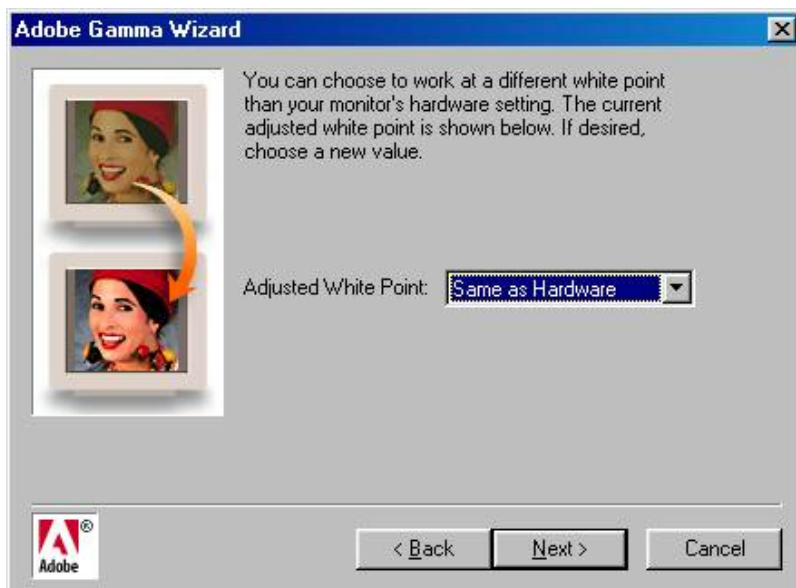 Adobe Gamma Wizard
You can choose to work at a different white point
than your monitor's hardware setting. The current
adjusted white point is shown below. If desired,
choose a new value.
Adjusted White Point: Same as Hardware
Adobe ®
< Back Next > Cancel